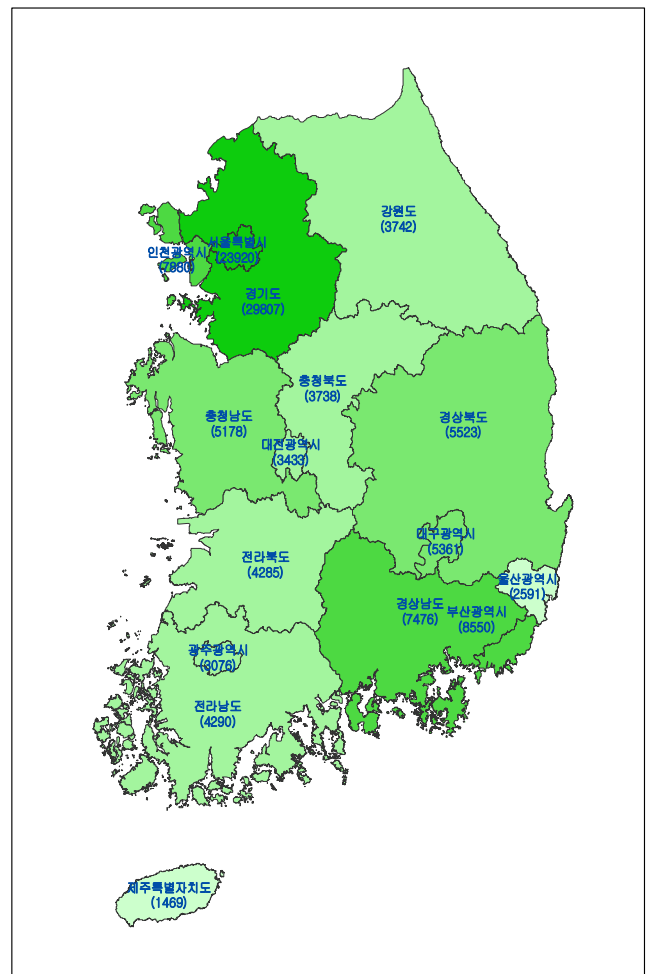 강원도
(3742)
서울특별시
(23920)
인천광역시
(7880)
경기도
(29807)
충청북도
(3738)
충청남도
(5178)
경상북도
(5523)
대전광역시
(3433)
대구광역시
(5361)
전라북도
(4285)
울산광역시
(2591)
경상남도
(7476)
부산광역시
(8550)
광주광역시
(3076)
전라남도
(4290)
제주특별자치도
(1469)